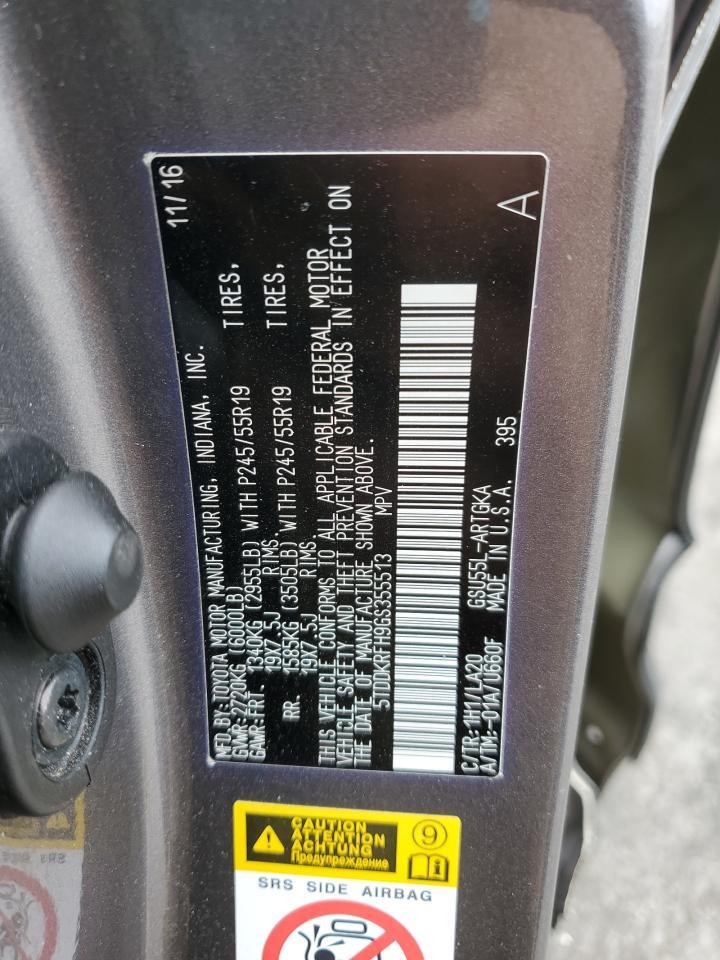 MFD BY: TOYOTA MOTOR MANUFACTURING, INDIANA, INC. 11/16
GVWR: 2720KG (6000LB)
GAWR: FRT. 1340KG (2955LB) WITH P245/55R19 TIRES,
19X7.5J RIMS
RR. 1585KG (3505LB) WITH P245/55R19 TIRES,
19X7.5J RIMS
THIS VEHICLE CONFORMS TO ALL APPLICABLE FEDERAL MOTOR
VEHICLE SAFETY AND THEFT PREVENTION STANDARDS IN EFFECT ON
THE DATE OF MANUFACTURE SHOWN ABOVE.
5TDDKRFH9GS355513 MPV
C/TR: 1H1/LA20 GSU55L-ARTGKA 395 A
A/TM: -01A/U660F MADE IN U.S.A.
CAUTION
ATTENTION
ACHTUNG
Предупреждение
9
SRS SIDE AIRBAG